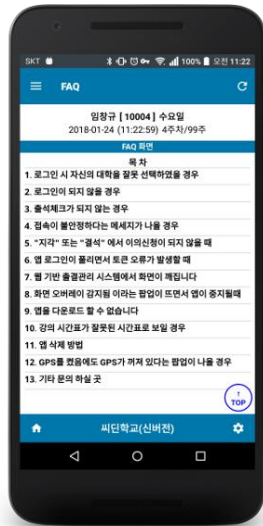 SKT 100% 오전 11:22
FAQ
임창규 [ 10004 ] 수요일
2018-01-24 (11:22:59) 4주차/99주
FAQ 화면
목 차
1. 로그인 시 자신의 대학을 잘못 선택하였을 경우
2. 로그인이 되지 않을 경우
3. 출석체크가 되지 않는 경우
4. 접속이 불안정하다는 메세지가 나올 경우
5. "지각" 또는 "결석" 에서 이의신청이 되지 않을 때
6. 앱 로그인이 풀리면서 토큰 오류가 발생할 때
7. 웹 기반 출결관리 시스템에서 화면이 깨집니다
8. 화면 오버레이 감지됨 이라는 팝업이 뜨면서 앱이 중지될때
9. 앱을 다운로드 할 수 없습니다
10. 강의 시간표가 잘못된 시간표로 보일 경우
11. 앱 삭제 방법
12. GPS를 켰음에도 GPS가 꺼져 있다는 팝업이 나올 경우
13. 기타 문의 하실 곳
↑
TOP
씨딘학교(신버전)